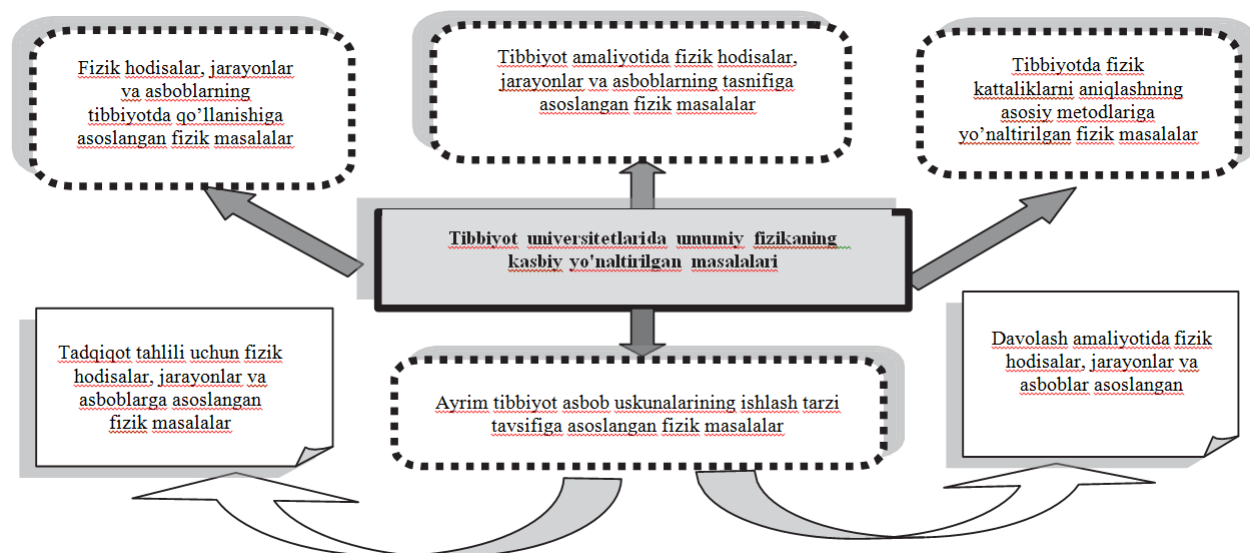 Fizik hodisalar, jarayonlar
va asboblarning
tibbiyotda qo’llanishiga
asoslangan fizik masalalar
Tibbiyot amaliyotida fizik hodisalar,
jarayonlar va asboblarning tasnifiga
asoslangan fizik masalalar
Tibbiyotda fizik
kattaliklarni aniqlashning
asosiy metodlariga
yo’naltirilgan fizik masalalar
Tibbiyot universitetlarida umumiy fizikaning
kasbiy yo'naltirilgan masalalari
Tadqiqot tahlili uchun fizik
hodisalar, jarayonlar va
asboblarga asoslangan
fizik masalalar
Ayrim tibbiyot asbob uskunalarining ishlash tarzi
tavsifiga asoslangan fizik masalalar
Davolash amaliyotida fizik
hodisalar, jarayonlar va
asboblar asoslangan